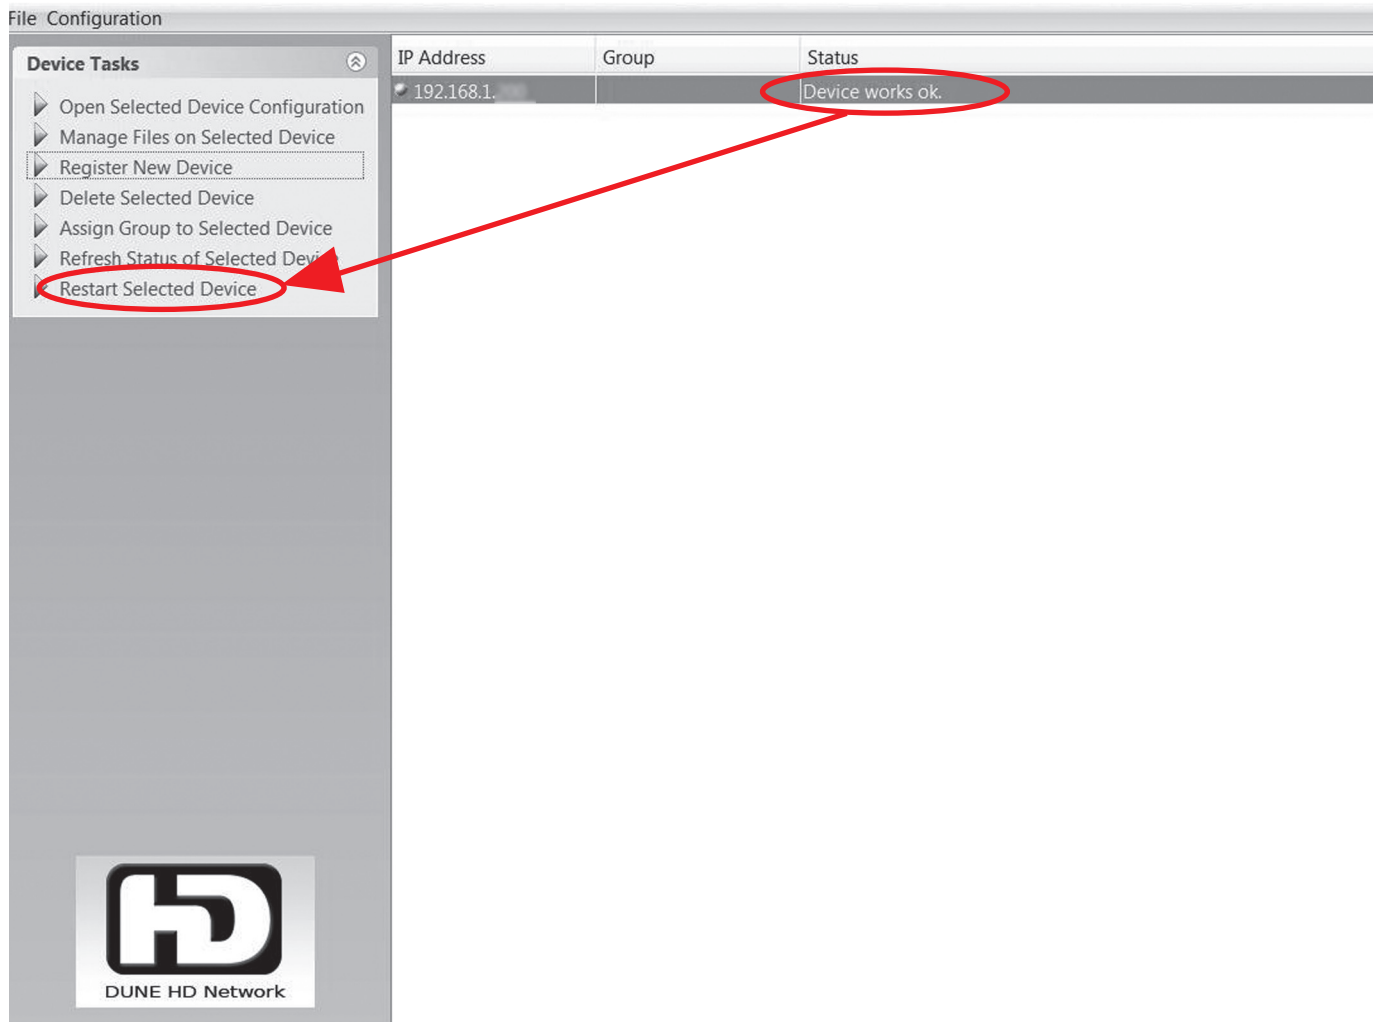 File Configuration
Device Tasks
Open Selected Device Configuration
Manage Files on Selected Device
Register New Device
Delete Selected Device
Assign Group to Selected Device
Refresh Status of Selected Device
Restart Selected Device
IP Address Group Status
192.168.1. Device works ok.
HD
DUNE HD Network